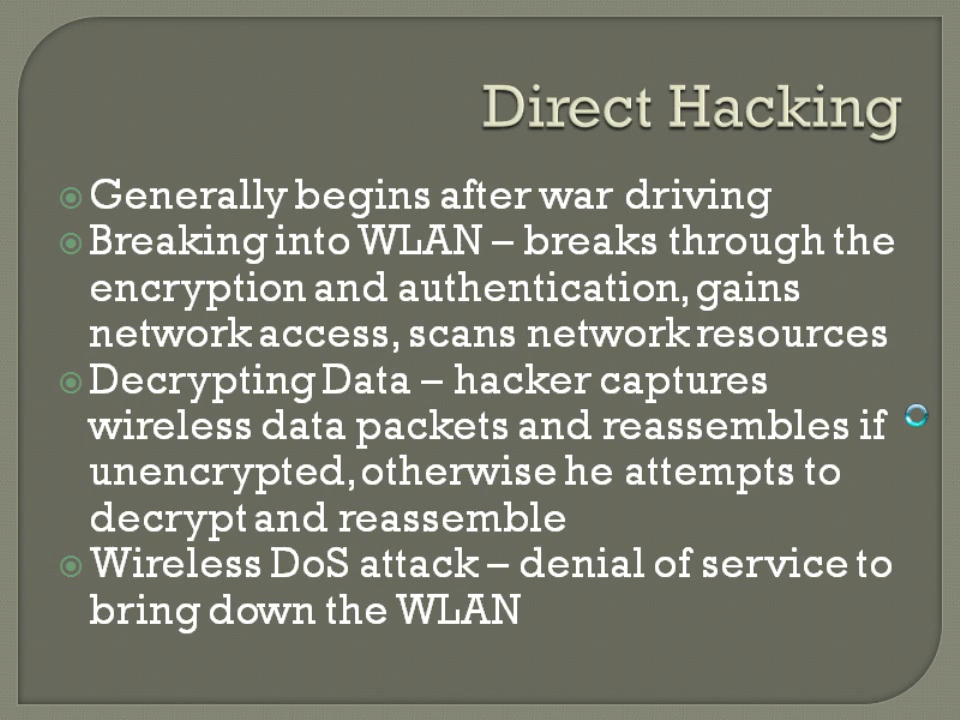 Direct Hacking
Generally begins after war driving
Breaking into WLAN – breaks through the
encryption and authentication, gains
network access, scans network resources
Decrypting Data – hacker captures
wireless data packets and reassembles if
unencrypted, otherwise he attempts to
decrypt and reassemble
Wireless DoS attack – denial of service to
bring down the WLAN